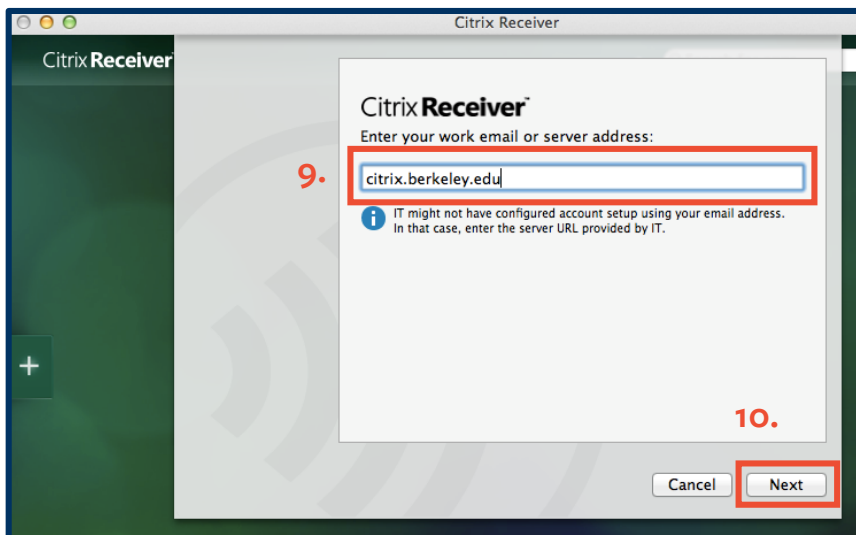 Citrix Receiver
Citrix Receiver
Citrix Receiver™
Enter your work email or server address:
9.
citrix.berkeley.edu
IT might not have configured account setup using your email address.
In that case, enter the server URL provided by IT.
+
10.
Cancel
Next